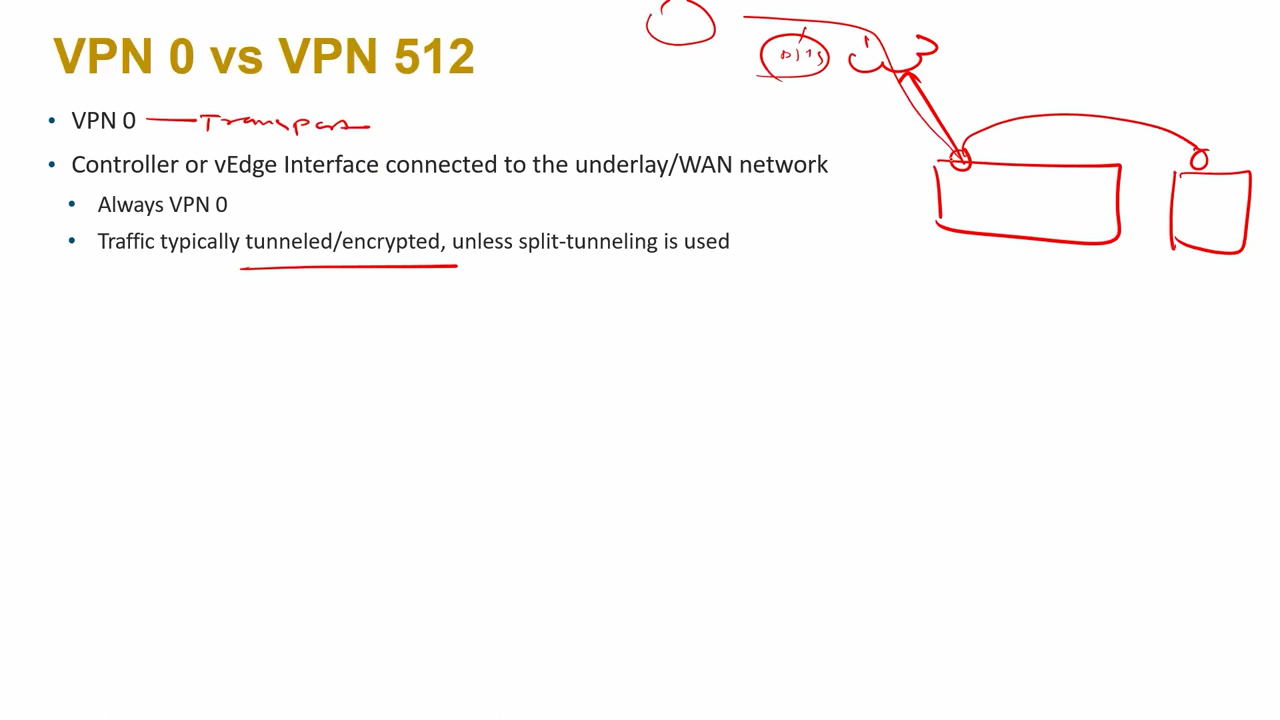 VPN 0 vs VPN 512
• VPN 0
• Controller or vEdge Interface connected to the underlay/WAN network
• Always VPN 0
• Traffic typically tunneled/encrypted, unless split-tunneling is used